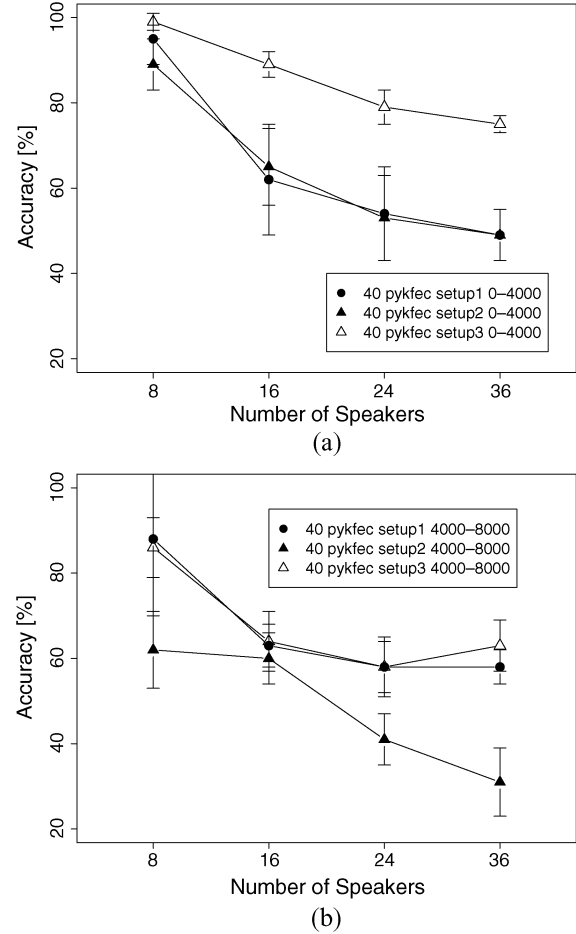 100
80
60
40
20
Accuracy [%]
40 pykfec setup1 0–4000
40 pykfec setup2 0–4000
40 pykfec setup3 0–4000
8 16 24 36
Number of Speakers
(a)
100
80
60
40
20
Accuracy [%]
40 pykfec setup1 4000–8000
40 pykfec setup2 4000–8000
40 pykfec setup3 4000–8000
8 16 24 36
Number of Speakers
(b)